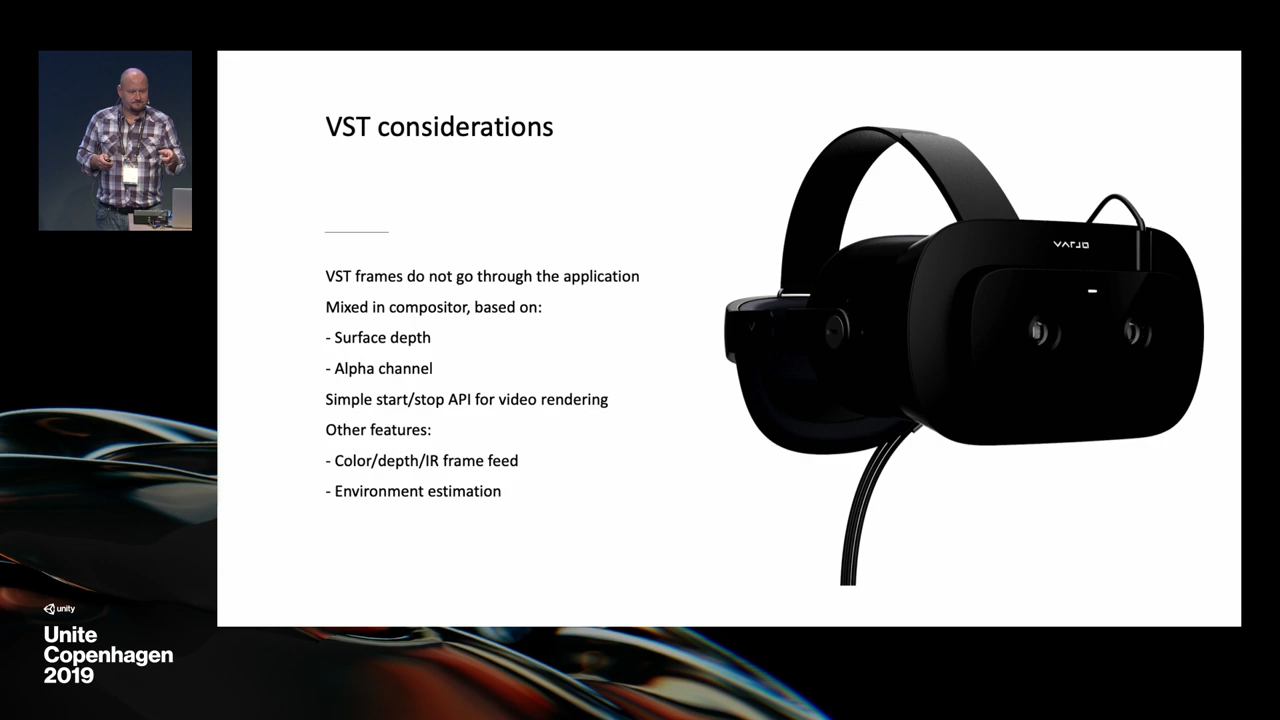 VST considerations
VST frames do not go through the application
Mixed in compositor, based on:
- Surface depth
- Alpha channel
Simple start/stop API for video rendering
Other features:
- Color/depth/IR frame feed
- Environment estimation
VARJO
unity
Unite
Copenhagen
2019